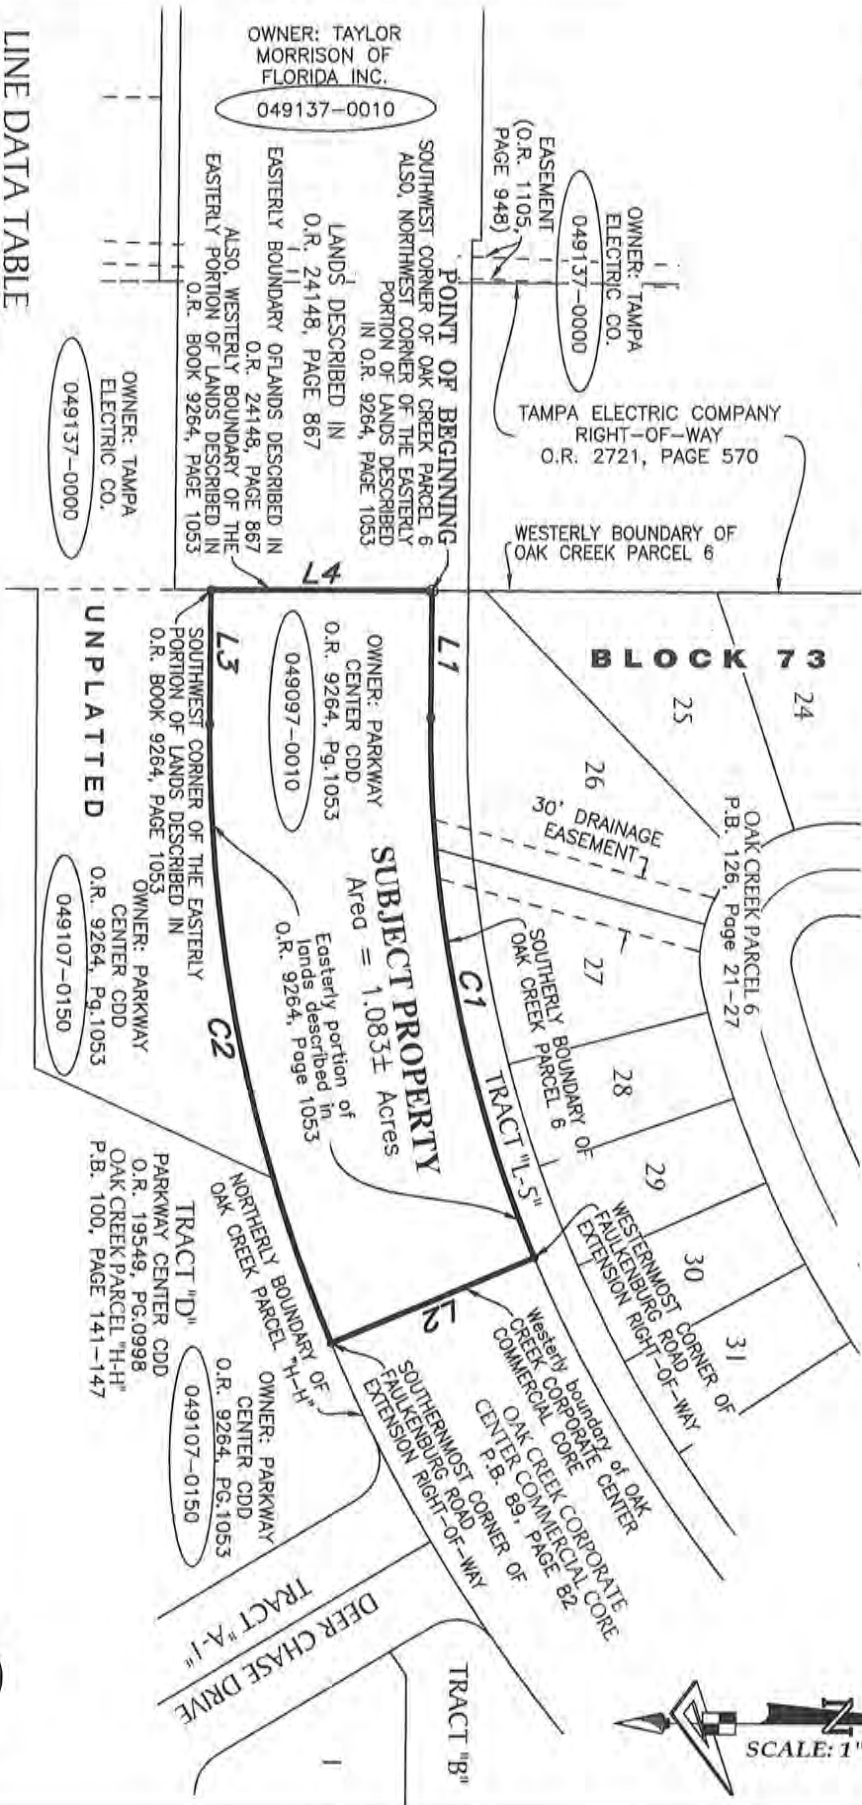 LINE DATA TABLE
OWNER: TAYLOR
MORRISON OF
FLORIDA INC.
049137-0010
EASEMENT
(O.R. 1105,
PAGE 948)
OWNER: TAMPA
ELECTRIC CO.
049137-0000
TAMPA ELECTRIC COMPANY
RIGHT-OF-WAY
O.R. 2721, PAGE 570
WESTERLY BOUNDARY OF
OAK CREEK PARCEL 6
POINT OF BEGINNING
SOUTHWEST CORNER OF OAK CREEK PARCEL 6
ALSO, NORTHWEST CORNER OF THE EASTERLY
PORTION OF LANDS DESCRIBED
IN O.R. 9264, PAGE 1053
LANDS DESCRIBED IN
O.R. 24148, PAGE 867
EASTERLY BOUNDARY OFLANDS DESCRIBED IN
O.R. 24148, PAGE 867
ALSO, WESTERLY BOUNDARY OF THE
EASTERLY PORTION OF LANDS DESCRIBED IN
O.R. BOOK 9264, PAGE 1053
OWNER: TAMPA
ELECTRIC CO.
049137-0000
BLOCK 73
24
25
26
27
28
29
30
31
30' DRAINAGE
EASEMENT
OAK CREEK PARCEL 6
P.B. 126, Page 21-27
L4
L1
L3
OWNER: PARKWAY
CENTER CDD
O.R. 9264, Pg.1053
049097-0010
SUBJECT PROPERTY
Area = 1.083± Acres
Easterly portion of
lands described in
O.R. 9264, Page 1053
C1
C2
L2
SOUTHERLY BOUNDARY OF
OAK CREEK PARCEL 6
TRACT "L-5"
WESTERNMOST CORNER OF
FAULKENBURG ROAD
EXTENSION RIGHT-OF-WAY
Westerly boundary of OAK
CREEK CORPORATE CENTER
COMMERCIAL CORE
OAK CREEK CORPORATE
CENTER COMMERCIAL CORE
P.B. 89, PAGE 82
SOUTHERNMOST CORNER OF
FAULKENBURG ROAD
EXTENSION RIGHT-OF-WAY
UNPLATTED
SOUTHWEST CORNER OF THE EASTERLY
PORTION OF LANDS DESCRIBED IN
O.R. BOOK 9264, PAGE 1053
OWNER: PARKWAY
CENTER CDD
O.R. 9264, Pg.1053
049107-0150
NORTHERLY BOUNDARY OF
OAK CREEK PARCEL "H-H"
TRACT "D"
PARKWAY CENTER CDD
O.R. 19549, PG.0998
OAK CREEK PARCEL "H-H"
P.B. 100, PAGE 141-147
OWNER: PARKWAY
CENTER CDD
O.R. 9264, PG.1053
049107-0150
TRACT "A-1"
DEER CHASE DRIVE
TRACT "B"
1
N
SCALE: 1"